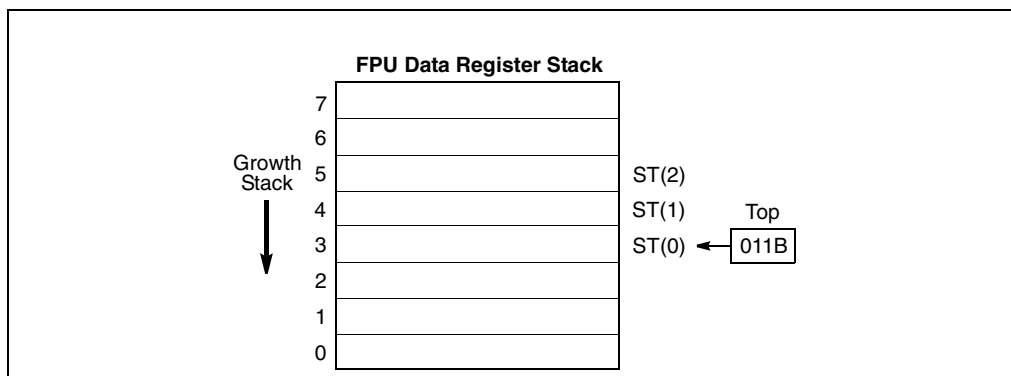 FPU Data Register Stack
7
6
Growth
Stack
5
ST(2)
4
ST(1)
Top
3
ST(0)
011B
2
1
0